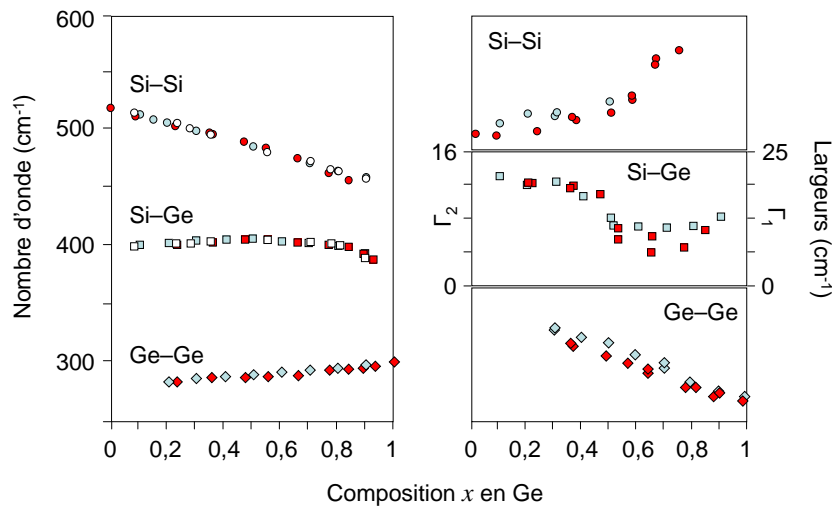 600
500
400
300
Nombre d'onde (cm-1)
Si–Si
Si–Ge
Ge–Ge
0
0,2
0,4
0,6
0,8
1
Si–Si
Si–Ge
Ge–Ge
16
0
Γ2
25
0
Γ1
Largeurs (cm-1)
0
0,2
0,4
0,6
0,8
1
Composition x en Ge